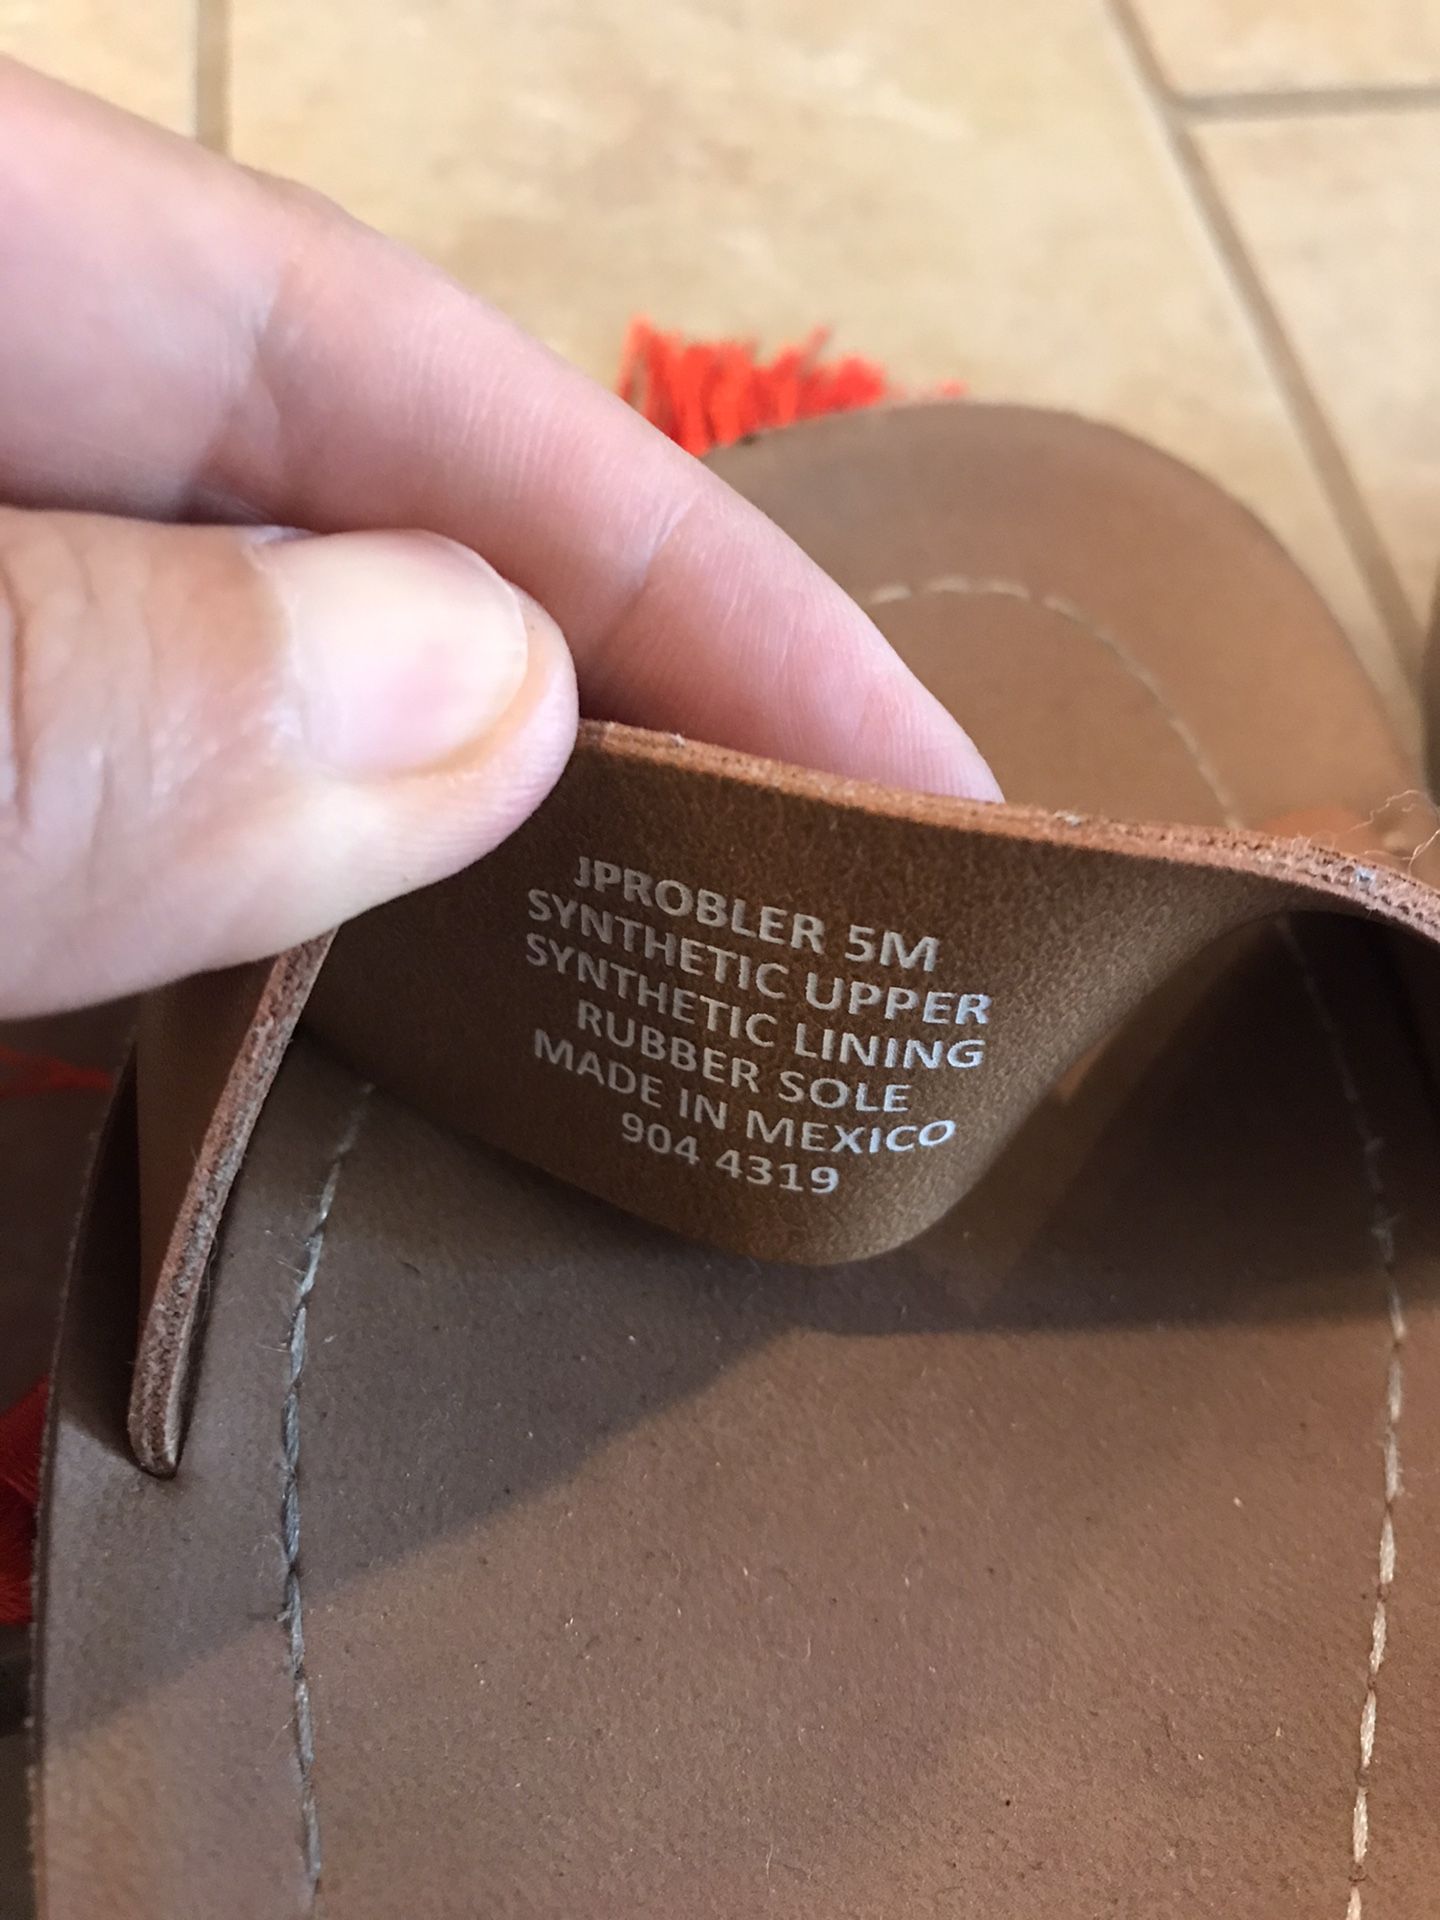 JPROBLER 5M
SYNTHETIC UPPER
SYNTHETIC LINING
RUBBER SOLE
MADE IN MEXICO
904 4319